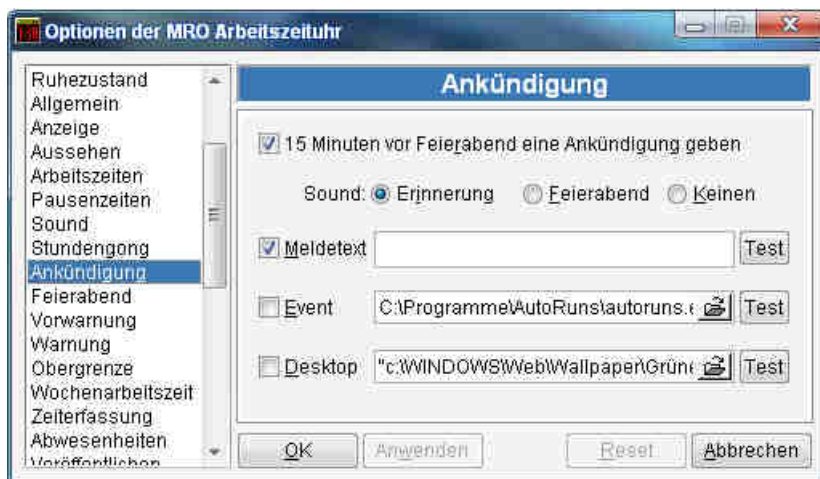 Optionen der MRO Arbeitszeituhr
Ruhezustand
Allgemein
Anzeige
Aussehen
Arbeitszeiten
Pausenzeiten
Sound
Stundengong
Ankündigung
Feierabend
Vorwarnung
Warnung
Obergrenze
Wochenarbeitszeit
Zeiterfassung
Abwesenheiten
Veröffentlichen
Ankündigung
15 Minuten vor Feierabend eine Ankündigung geben
Sound: Erinnerung Feierabend Keinen
Meldetext Test
Event C:\Programme\AutoRuns\autoruns.e Test
Desktop "c:\WINDOWS\Web\Wallpaper\Grüne Test
OK Anwenden Reset Abbrechen